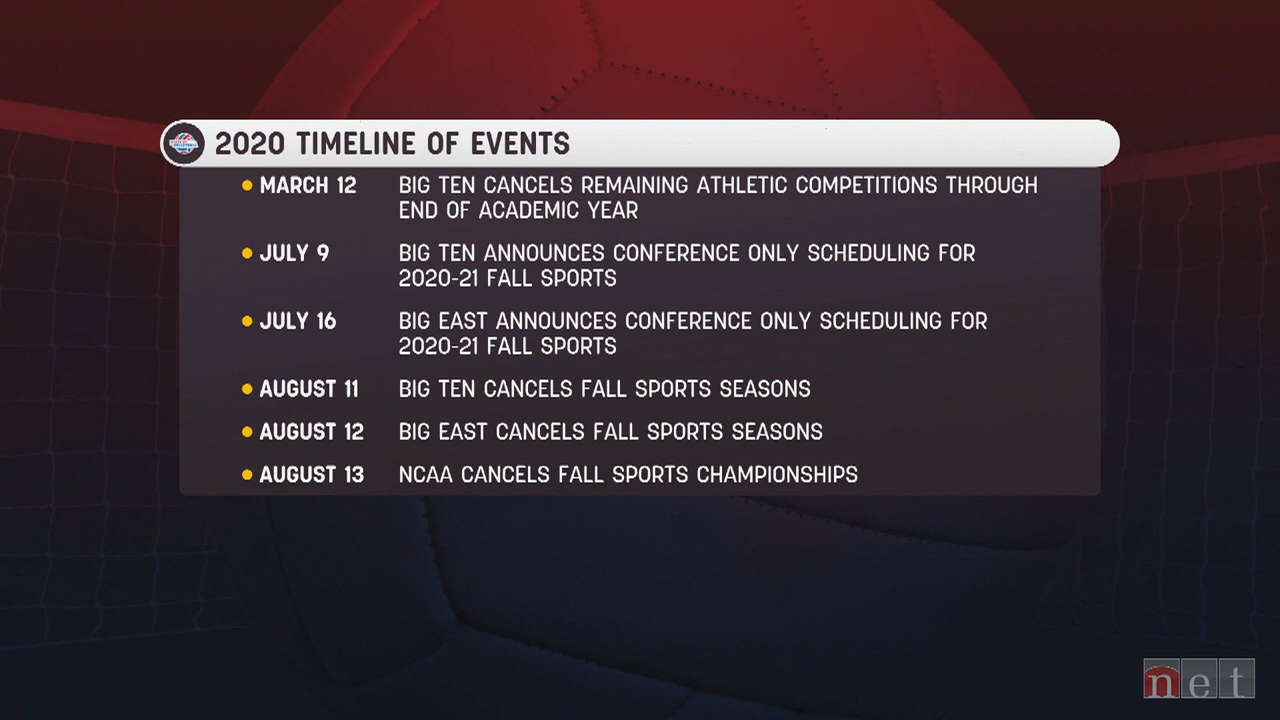 2020 TIMELINE OF EVENTS
MARCH 12 BIG TEN CANCELS REMAINING ATHLETIC COMPETITIONS THROUGH
END OF ACADEMIC YEAR
JULY 9 BIG TEN ANNOUNCES CONFERENCE ONLY SCHEDULING FOR
2020-21 FALL SPORTS
JULY 16 BIG EAST ANNOUNCES CONFERENCE ONLY SCHEDULING FOR
2020-21 FALL SPORTS
AUGUST 11 BIG TEN CANCELS FALL SPORTS SEASONS
AUGUST 12 BIG EAST CANCELS FALL SPORTS SEASONS
AUGUST 13 NCAA CANCELS FALL SPORTS CHAMPIONSHIPS
net